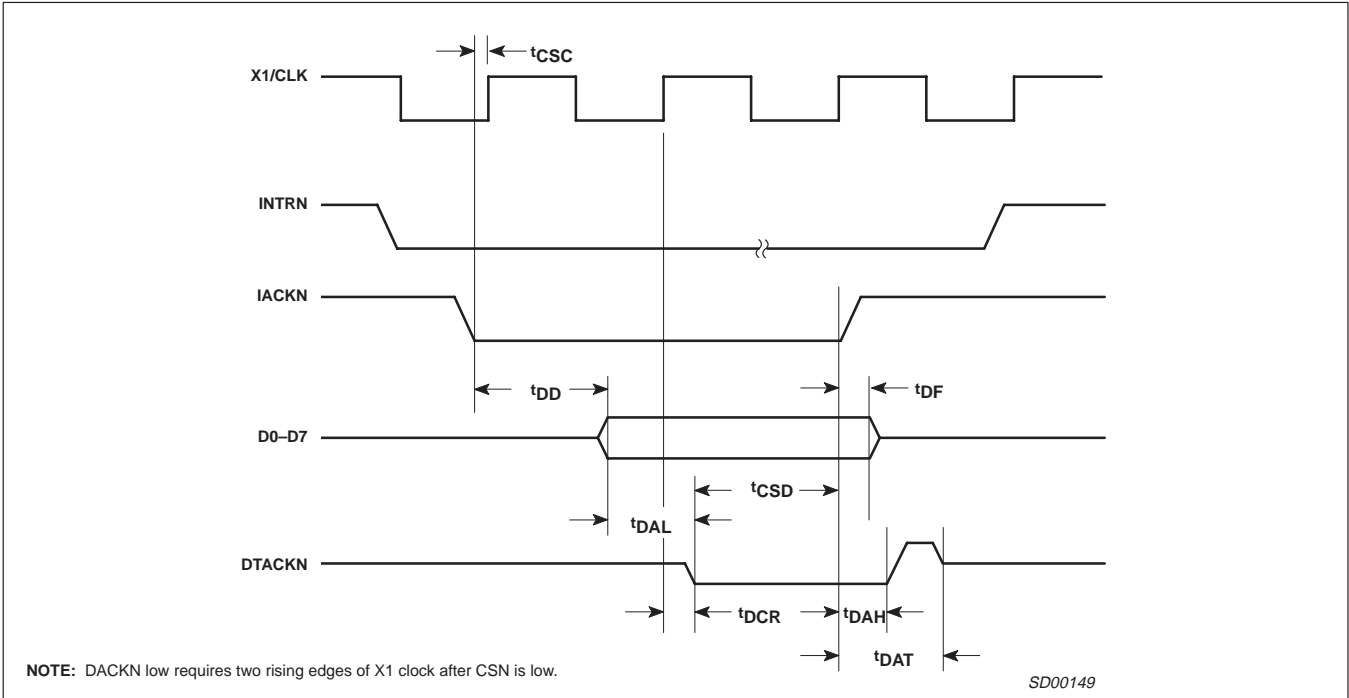 tCSC
X1/CLK
INTRN
IACKN
tDD
tDF
D0–D7
tCSD
tDAL
DTACKN
tDCR
tDAH
tDAT
NOTE: DACKN low requires two rising edges of X1 clock after CSN is low.
SD00149